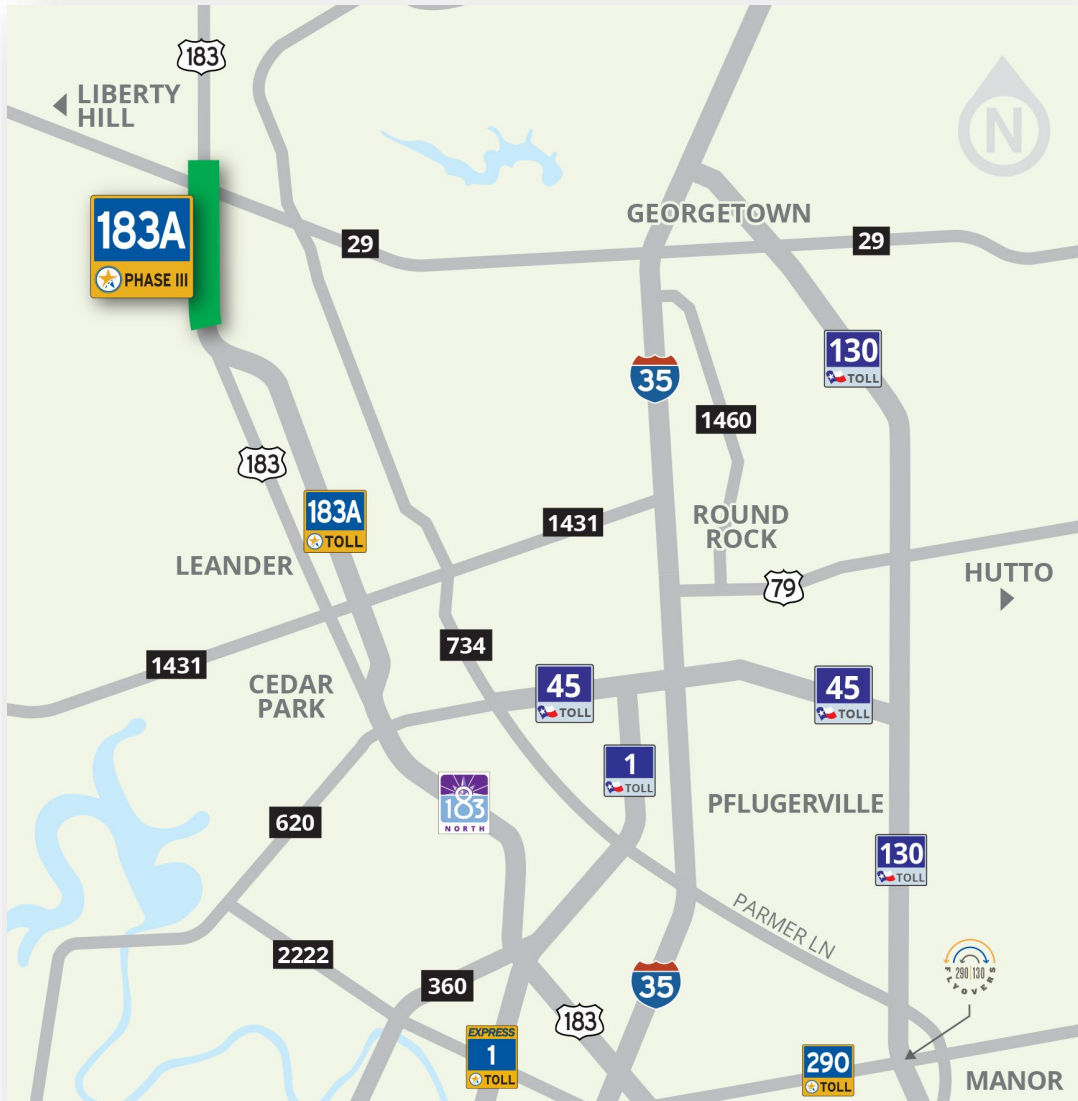 183
LIBERTY
HILL
N
183A
PHASE III
GEORGETOWN
29
29
130
TOLL
35
1460
183
183A
TOLL
1431
ROUND
ROCK
LEANDER
79
HUTTO
734
1431
CEDAR
PARK
45
TOLL
45
TOLL
1
TOLL
183
NORTH
PFLUGERVILLE
620
130
TOLL
PARMER LN
2222
290|130
FLYOVERS
360
35
183
EXPRESS
1
TOLL
290
TOLL
MANOR